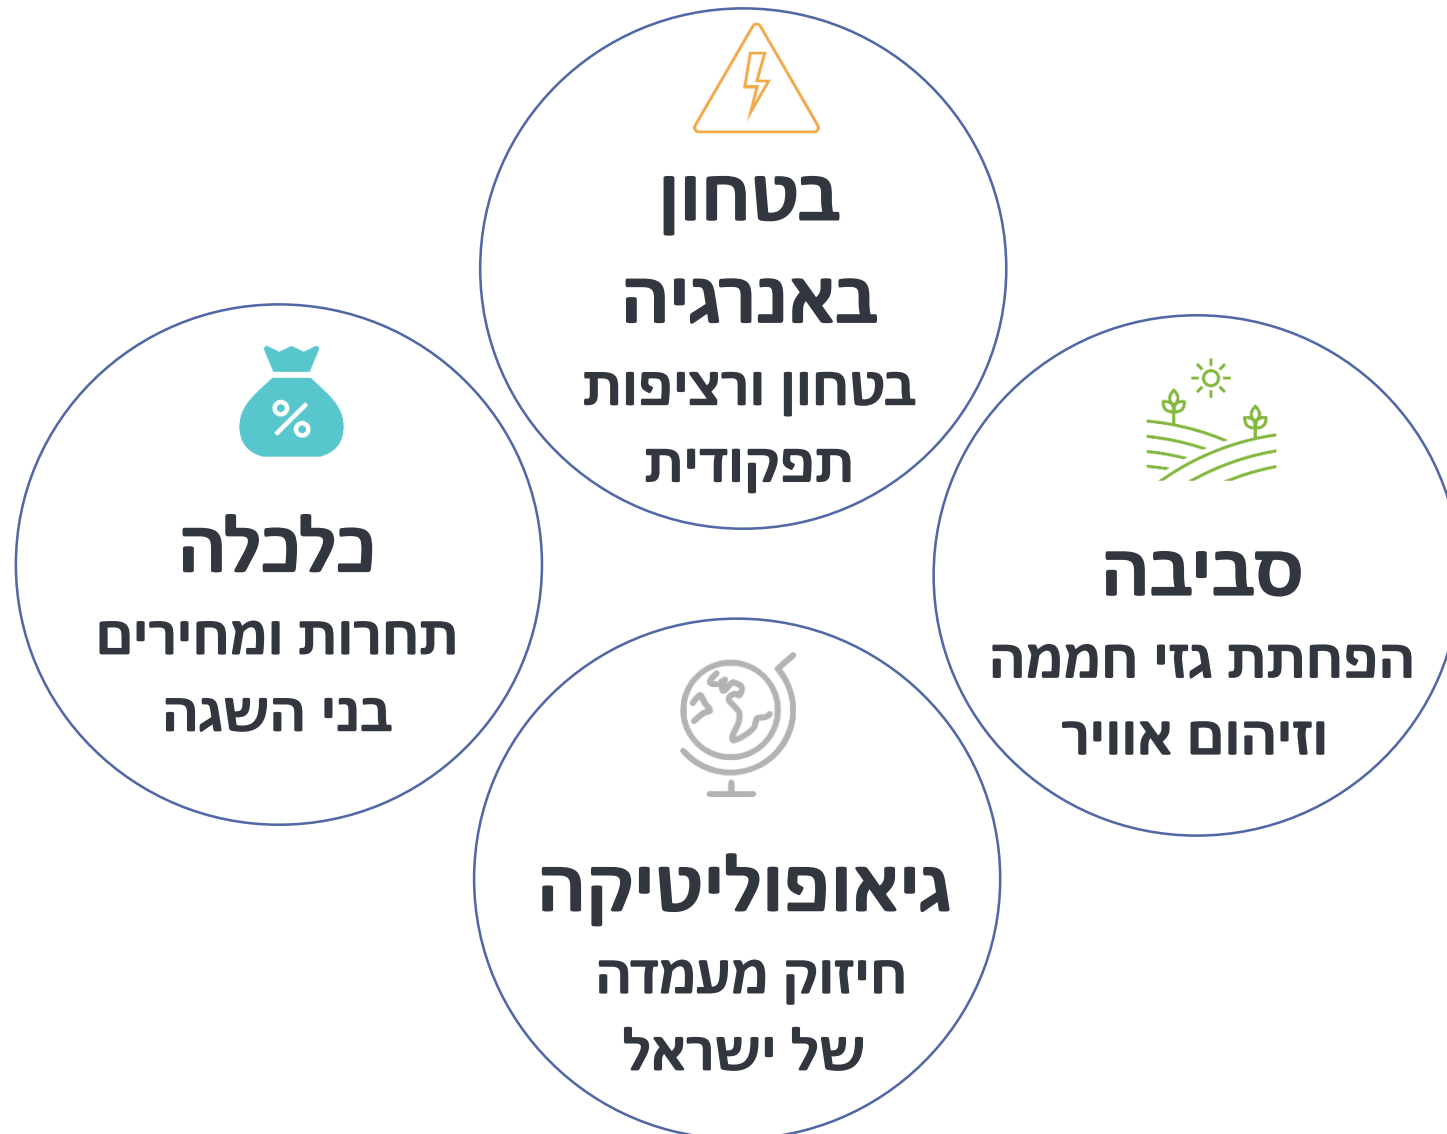 בטחון
באנרגיה
בטחון ורציפות
תפקודית
סביבה
הפחתת גזי חממה
וזיהום אוויר
כלכלה
תחרות ומחירים
בני השגה
גיאופוליטיקה
חיזוק מעמדה
של ישראל